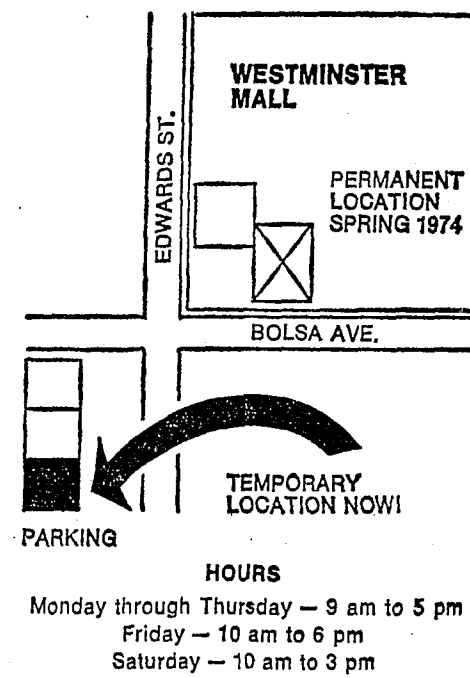 WESTMINSTER
MALL
EDWARDS ST.
PERMANENT
LOCATION
SPRING 1974
BOLSA AVE.
TEMPORARY
LOCATION NOW!
PARKING
HOURS
Monday through Thursday — 9 am to 5 pm
Friday — 10 am to 6 pm
Saturday — 10 am to 3 pm